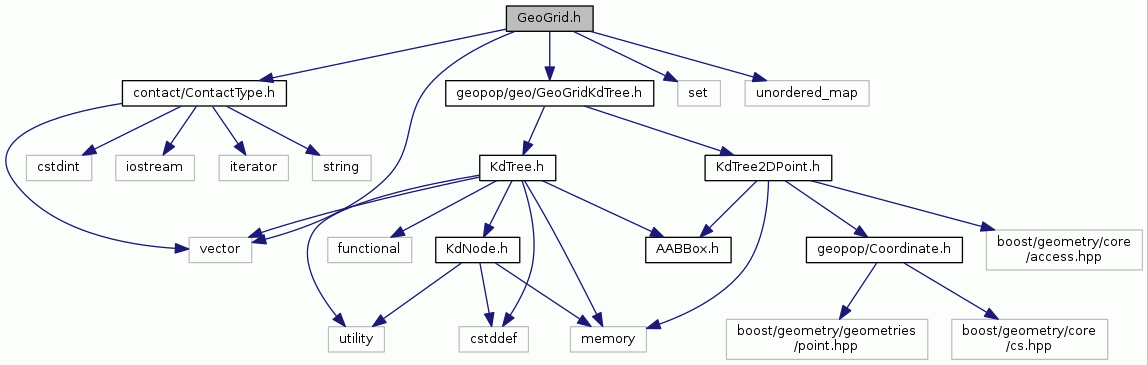 GeoGrid.h
contact/ContactType.h
geopop/geo/GeoGridKdTree.h
set
unordered_map
cstdint
iostream
iterator
string
KdTree.h
KdTree2DPoint.h
vector
functional
KdNode.h
AABBox.h
geopop/Coordinate.h
boost/geometry/core
/access.hpp
utility
cstddef
memory
boost/geometry/geometries
/point.hpp
boost/geometry/core
/cs.hpp